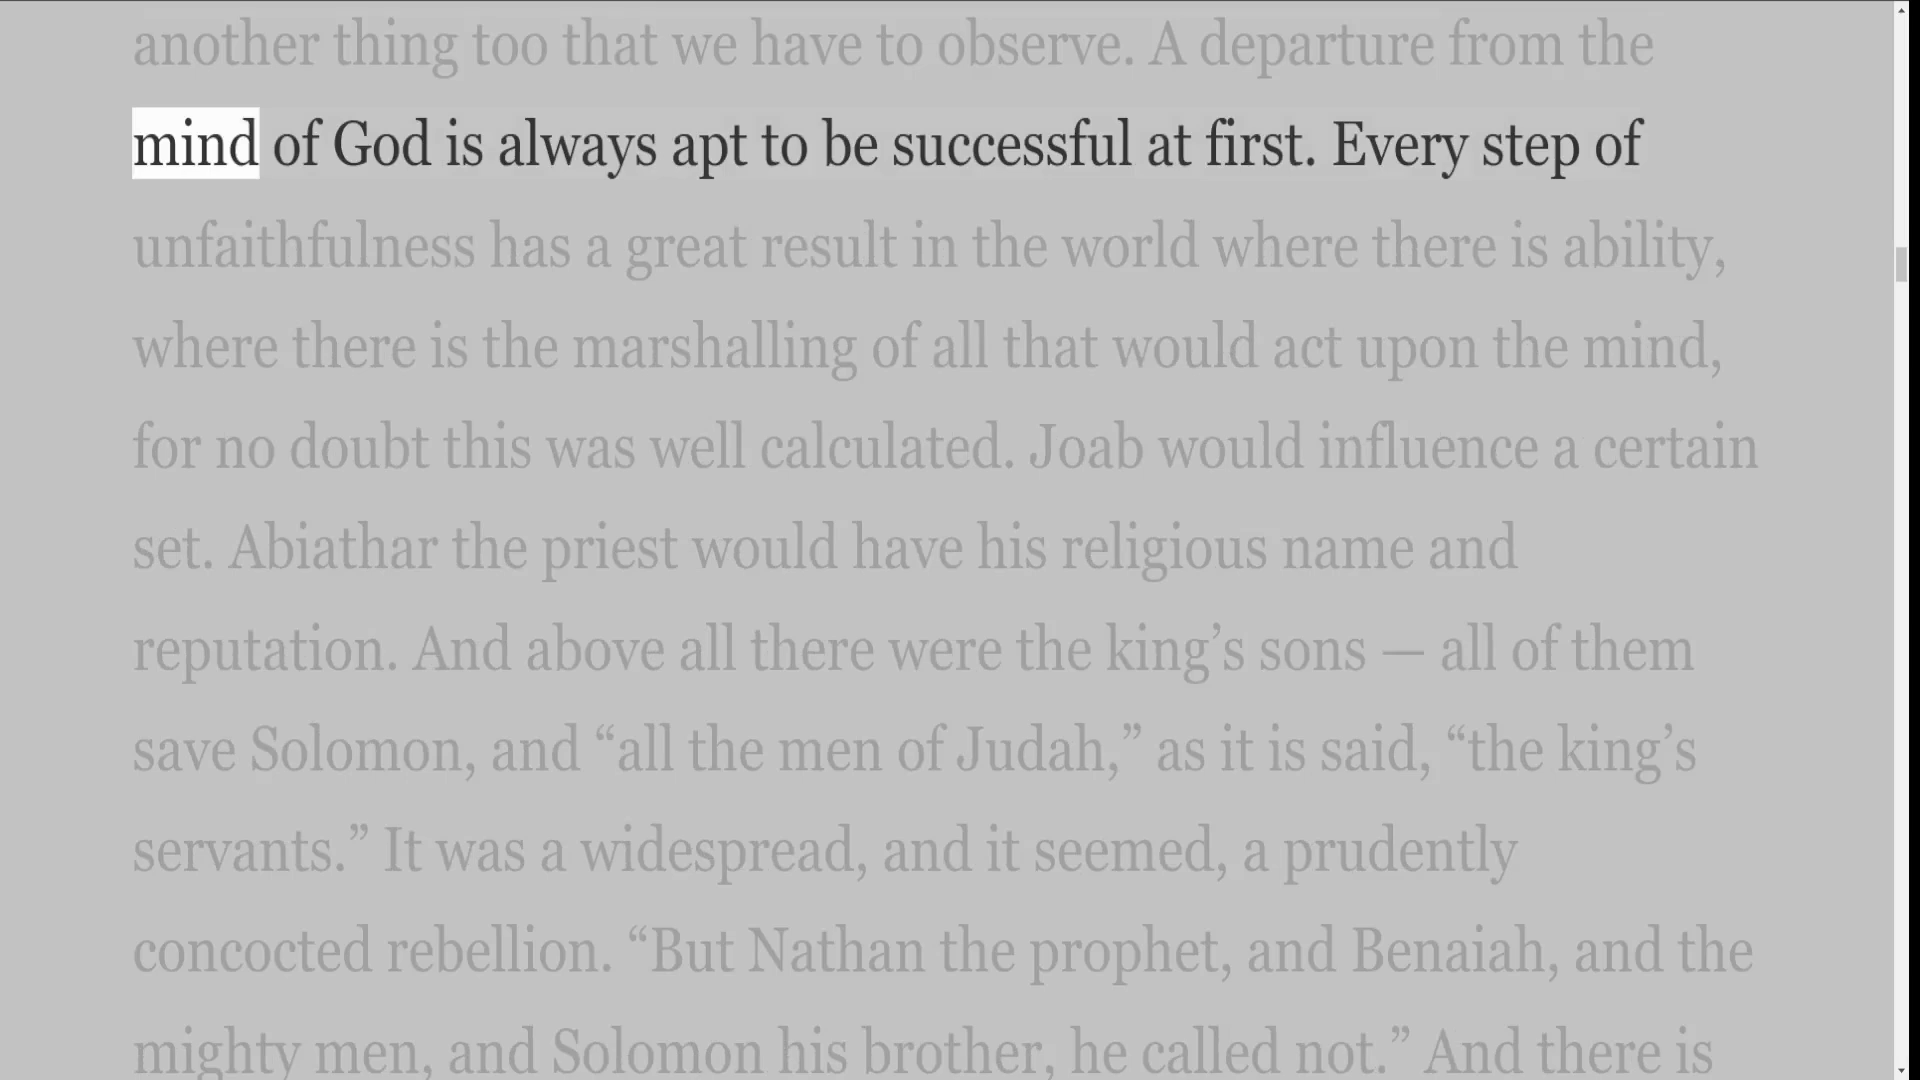 another thing too that we have to observe. A departure from the
mind of God is always apt to be successful at first. Every step of
unfaithfulness has a great result in the world where there is ability,
where there is the marshalling of all that would act upon the mind,
for no doubt this was well calculated. Joab would influence a certain
set. Abiathar the priest would have his religious name and
reputation. And above all there were the king’s sons — all of them
save Solomon, and “all the men of Judah,” as it is said, “the king’s
servants.” It was a widespread, and it seemed, a prudently
concocted rebellion. “But Nathan the prophet, and Benaiah, and the
mighty men, and Solomon his brother, he called not.” And there is